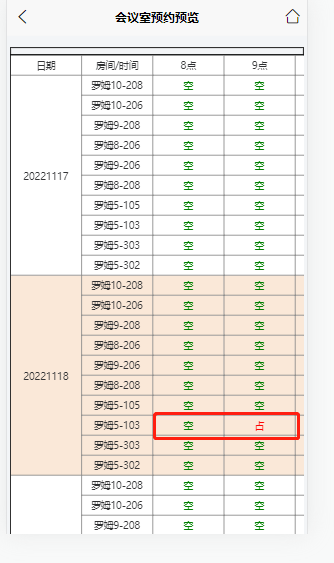 会议室预约预览
日期 房间/时间 8点 9点
罗姆10-208 空 空
罗姆10-206 空 空
罗姆9-208 空 空
罗姆8-206 空 空
20221117 罗姆9-206 空 空
罗姆8-208 空 空
罗姆5-105 空 空
罗姆5-103 空 空
罗姆5-303 空 空
罗姆5-302 空 空
罗姆10-208 空 空
罗姆10-206 空 空
罗姆9-208 空 空
罗姆8-206 空 空
20221118 罗姆9-206 空 空
罗姆8-208 空 空
罗姆5-105 空 空
罗姆5-103 空 占
罗姆5-303 空 空
罗姆5-302 空 空
罗姆10-208 空 空
罗姆10-206 空 空
罗姆9-208 空 空